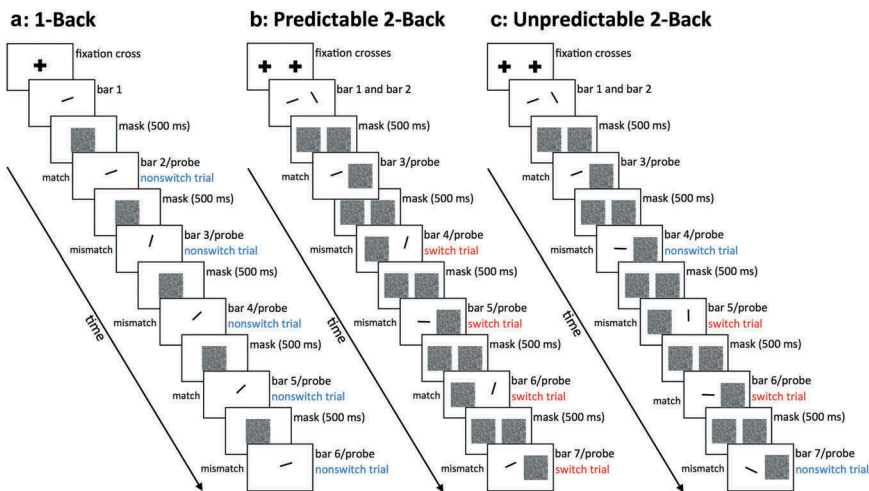 a: 1-Back
fixation cross
bar 1
mask (500 ms)
bar 2/probe
match
nonswitch trial
mask (500 ms)
bar 3/probe
mismatch
nonswitch trial
mask (500 ms)
bar 4/probe
mismatch
nonswitch trial
mask (500 ms)
bar 5/probe
match
nonswitch trial
mask (500 ms)
bar 6/probe
mismatch
nonswitch trial
time
b: Predictable 2-Back
fixation crosses
bar 1 and bar 2
mask (500 ms)
bar 3/probe
match
mask (500 ms)
bar 4/probe
mismatch
switch trial
mask (500 ms)
bar 5/probe
mismatch
switch trial
mask (500 ms)
bar 6/probe
match
switch trial
mask (500 ms)
bar 7/probe
mismatch
switch trial
time
c: Unpredictable 2-Back
fixation crosses
bar 1 and bar 2
mask (500 ms)
bar 3/probe
match
mask (500 ms)
bar 4/probe
mismatch
nonswitch trial
mask (500 ms)
bar 5/probe
mismatch
switch trial
mask (500 ms)
bar 6/probe
match
switch trial
mask (500 ms)
bar 7/probe
mismatch
nonswitch trial
time